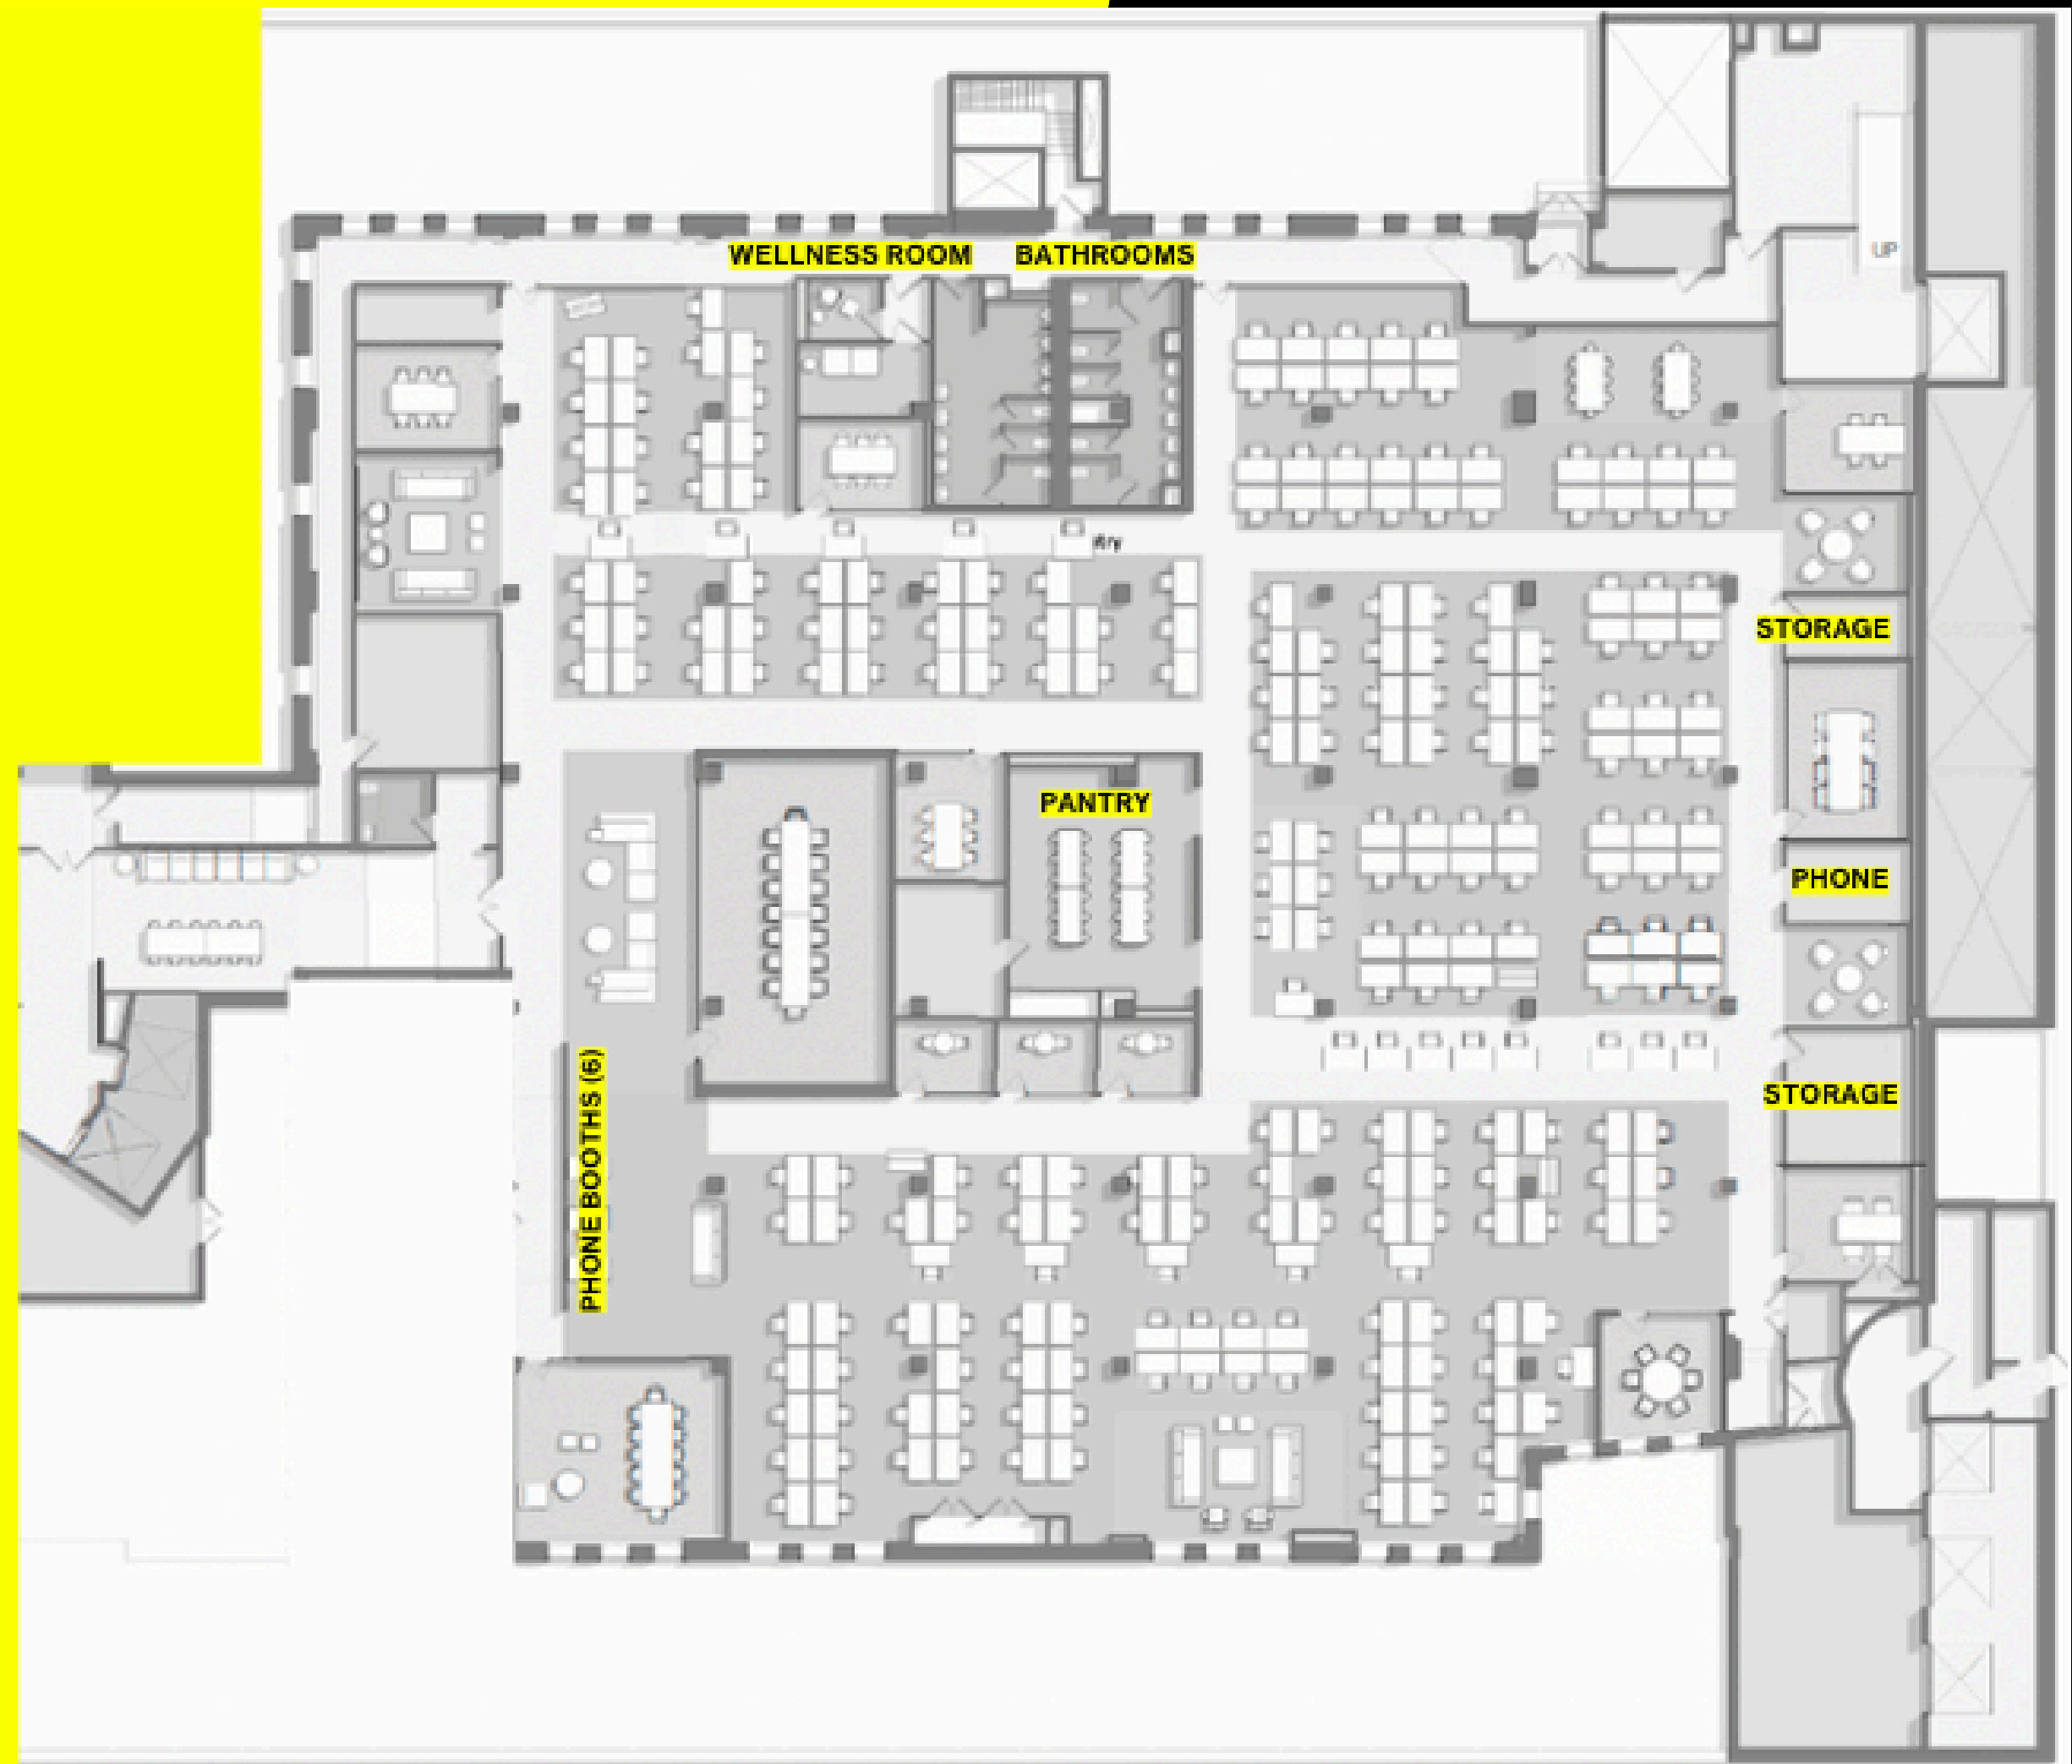 WELLNESS ROOM
BATHROOMS
UP
STORAGE
PANTRY
PHONE
PHONE BOOTHS (6)
STORAGE